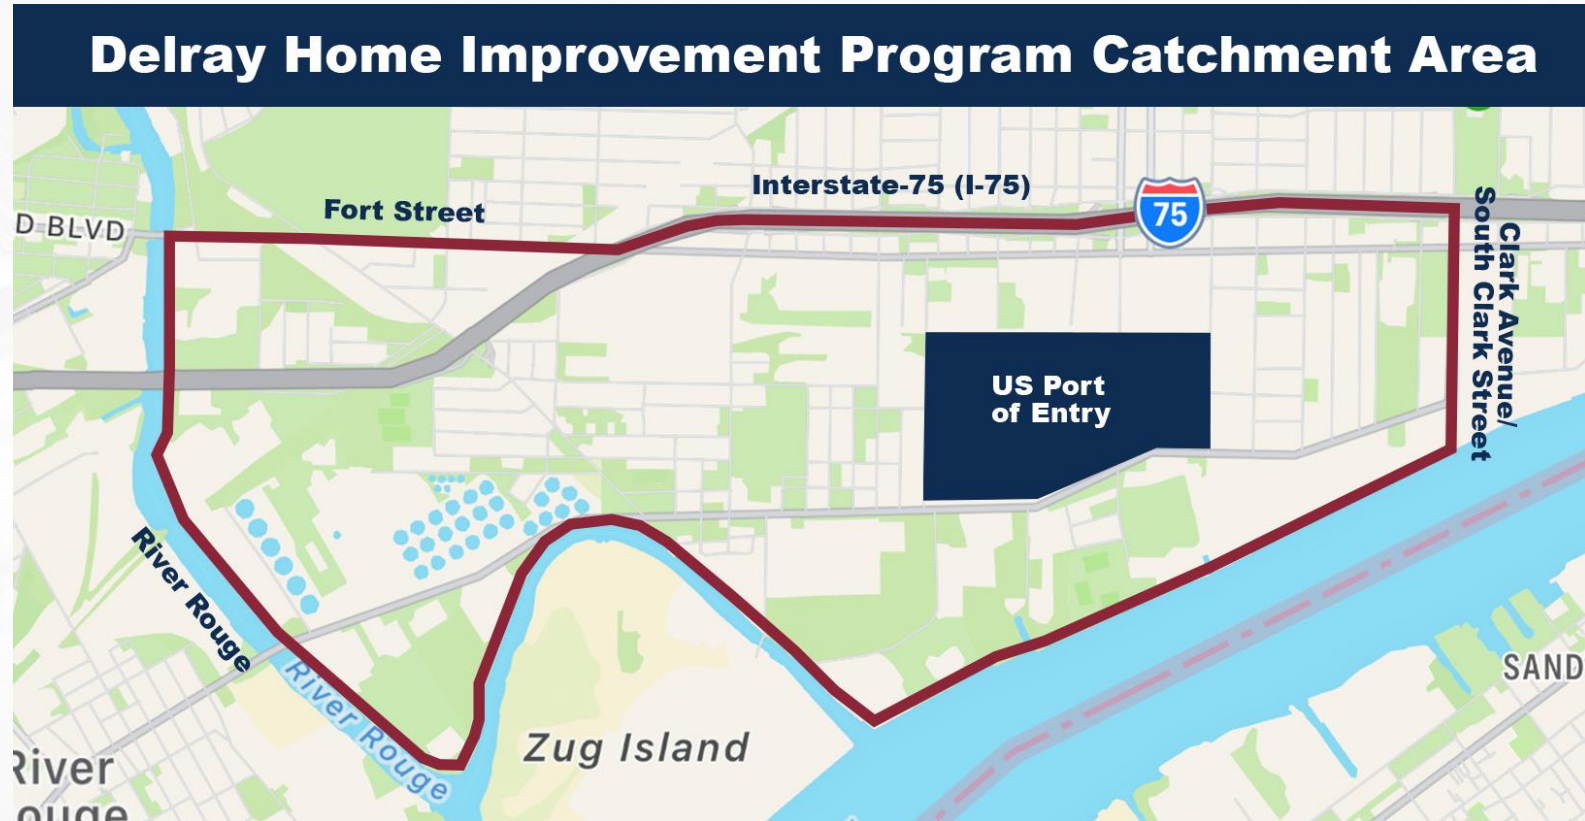 Delray Home Improvement Program Catchment Area
Interstate-75 (I-75)
Fort Street
75
D BLVD
Clark Avenue/
South Clark Street
US Port
of Entry
River Rouge
River Rouge
SAND
Zug Island
River
ouge